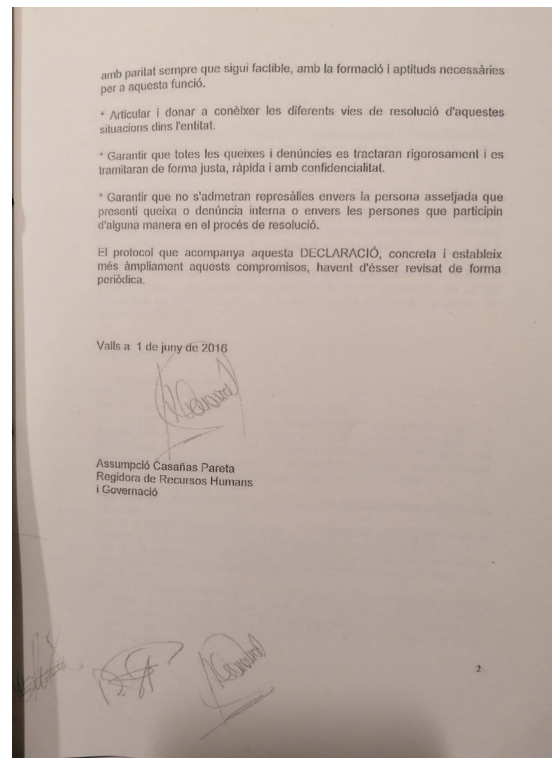 amb paritat sempre que sigui factible, amb la formació i aptituds necessàries
per a aquesta funció.
* Articular i donar a conèixer les diferents vies de resolució d'aquestes
situacions dins l'entitat.
* Garantir que totes les queixes i denúncies es tractaran rigorosament i es
tramitaran de forma justa, ràpida i amb confidencialitat.
* Garantir que no s'admetran represàlies envers la persona assetjada que
presenti queixa o denúncia interna o envers les persones que participin
d'alguna manera en el procés de resolució.
El protocol que acompanya aquesta DECLARACIÓ, concreta i estableix
més àmpliament aquests compromisos, havent d'ésser revisat de forma
periòdica.
Valls a 1 de juny de 2016
Assumpció Casañas Pareta
Regidora de Recursos Humans
i Governació
2